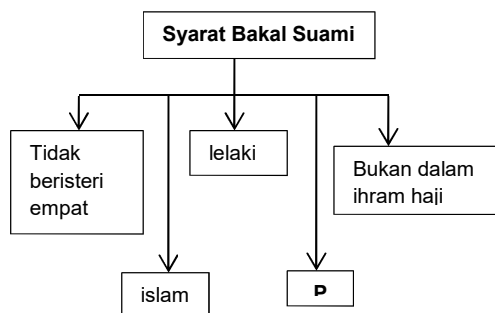 Syarat Bakal Suami
Tidak
beristeri
empat
lelaki
Bukan dalam
ihram haji
islam
P